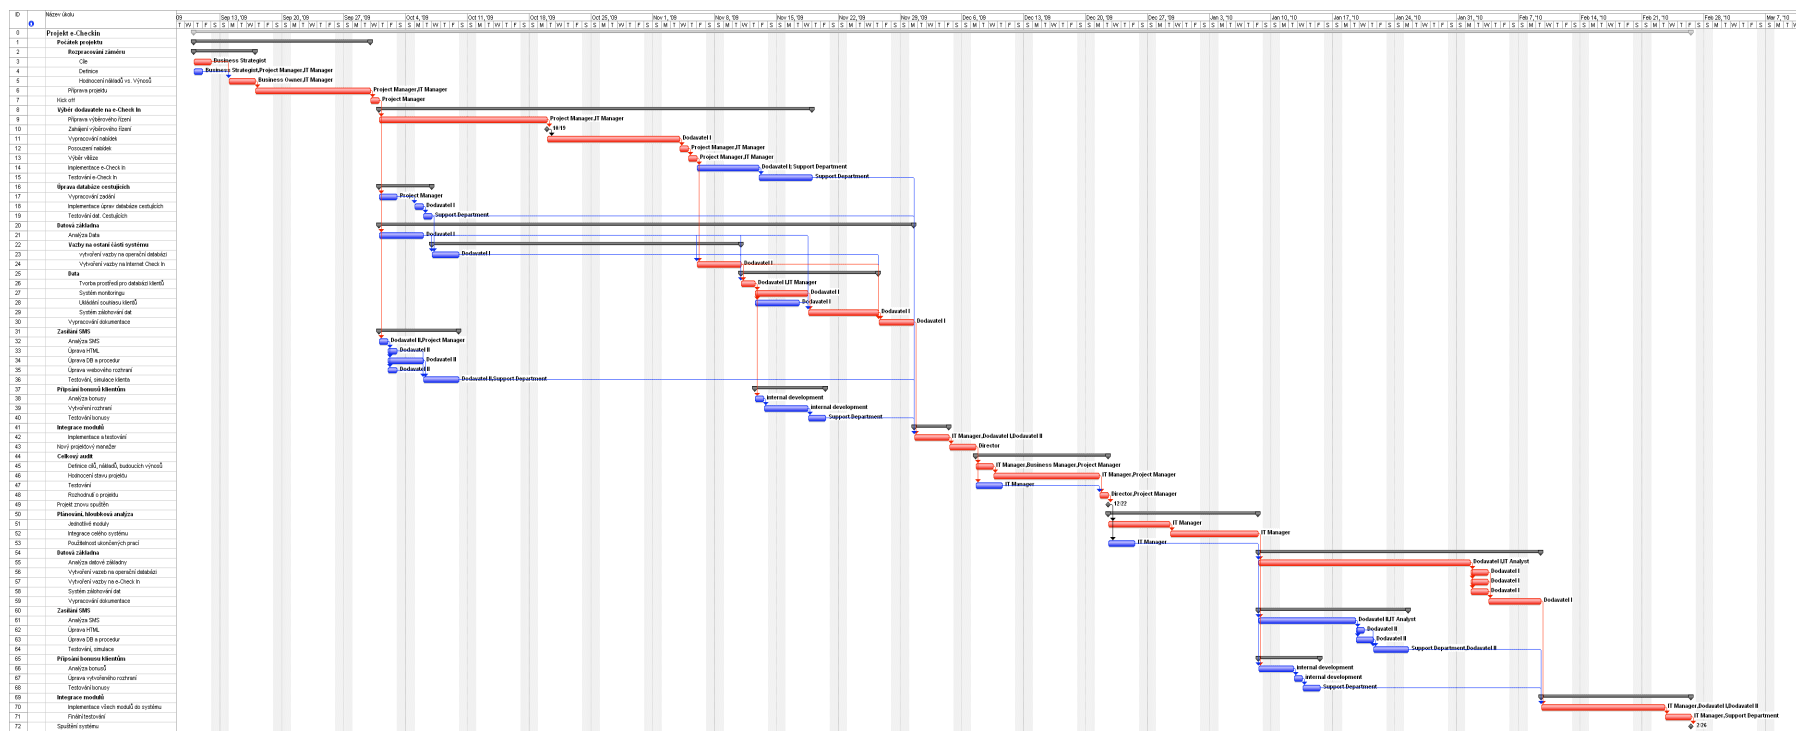 ID Název úkolu
'09 Sep 13, '09 Sep 20, '09 Sep 27, '09 Oct 4, '09 Oct 11, '09 Oct 18, '09 Oct 25, '09 Nov 1, '09 Nov 8, '09 Nov 15, '09 Nov 22, '09 Nov 29, '09 Dec 6, '09 Dec 13, '09 Dec 20, '09 Dec 27, '09 Jan 3, '10 Jan 10, '10 Jan 17, '10 Jan 24, '10 Jan 31, '10 Feb 7, '10 Feb 14, '10 Feb 21, '10 Feb 28, '10 Mar 7, '10
0 Projekt e-Checkin
1 Počátek projektu
2 Rozpracování záměru
3 Cíle Business Strategist
4 Definice Business Strategist,Project Manager,IT Manager
5 Hodnocení nákladů vs. Výnosů Business Owner,IT Manager
6 Příprava projektu Project Manager,IT Manager
7 Kick off Project Manager
8 Výběr dodavatele na e-Check In
9 Příprava výběrového řízení Project Manager,IT Manager
10 Zahájení výběrového řízení 10/19
11 Vypracování nabídek Dodavatel I
12 Posouzení nabídek Project Manager,IT Manager
13 Výběr vítěze Project Manager,IT Manager
14 Implementace e-Check In Dodavatel I; Support Department
15 Testování e-Check In Support Department
16 Úprava databáze cestujících
17 Vypracování zadání Project Manager
18 Implementace úprav databáze cestujících Dodavatel I
19 Testování dat. Cestujících Support Department
20 Datová základna
21 Analýza Data Dodavatel I
22 Vazby na ostaní části systému
23 vytvoření vazby na operační databázi Dodavatel I
24 Vytvoření vazby na Internet Check In Dodavatel I
25 Data
26 Tvorba prostředí pro databázi klientů Dodavatel I,IT Manager
27 Systém monitoringu Dodavatel I
28 Ukládání souhlasu klientů Dodavatel I
29 Systém zálohování dat Dodavatel I
30 Vypracování dokumentace Dodavatel I
31 Zasílání SMS
32 Analýza SMS Dodavatel II,Project Manager
33 Úprava HTML Dodavatel II
34 Úprava DB a procedur Dodavatel II
35 Úprava webového rozhraní Dodavatel II
36 Testování, simulace klienta Dodavatel II,Support Department
37 Připsání bonusů klientům
38 Analýza bonusy internal development
39 Vytvoření rozhraní internal development
40 Testování bonusy Support Department
41 Integrace modulů
42 Implementace a testování IT Manager,Dodavatel I,Dodavatel II
43 Nový projektový manažer Director
44 Celkový audit
45 Definice cílů, nákladů, budoucích výnosů IT Manager,Business Manager,Project Manager
46 Hodnocení stavu projektu IT Manager,Project Manager
47 Testování IT Manager
48 Rozhodnutí o projektu Director,Project Manager
49 Projekt znovu spuštěn 12/22
50 Plánování, hloubková analýza
51 Jednotlivé moduly IT Manager
52 Integrace celého systému IT Manager
53 Použitelnost ukončených prací IT Manager
54 Datová základna
55 Analýza datové základny Dodavatel I,IT Analyst
56 Vytvoření vazeb na operační databázi Dodavatel I
57 Vytvoření vazby na e-Check In Dodavatel I
58 Systém zálohování dat Dodavatel I
59 Vypracování dokumentace Dodavatel I
60 Zasílání SMS
61 Analýza SMS Dodavatel II,IT Analyst
62 Úprava HTML Dodavatel II
63 Úprava DB a procedur Dodavatel II
64 Testování, simulace Support Department,Dodavatel II
65 Připsání bonusu klientům
66 Analýza bonusů internal development
67 Úprava vytvořeného rozhraní internal development
68 Testování bonusy Support Department
69 Integrace modulů
70 Implementace všech modulů do systému IT Manager,Dodavatel I,Dodavatel II
71 Finální testování IT Manager,Support Department
72 Spuštění systému 2/26